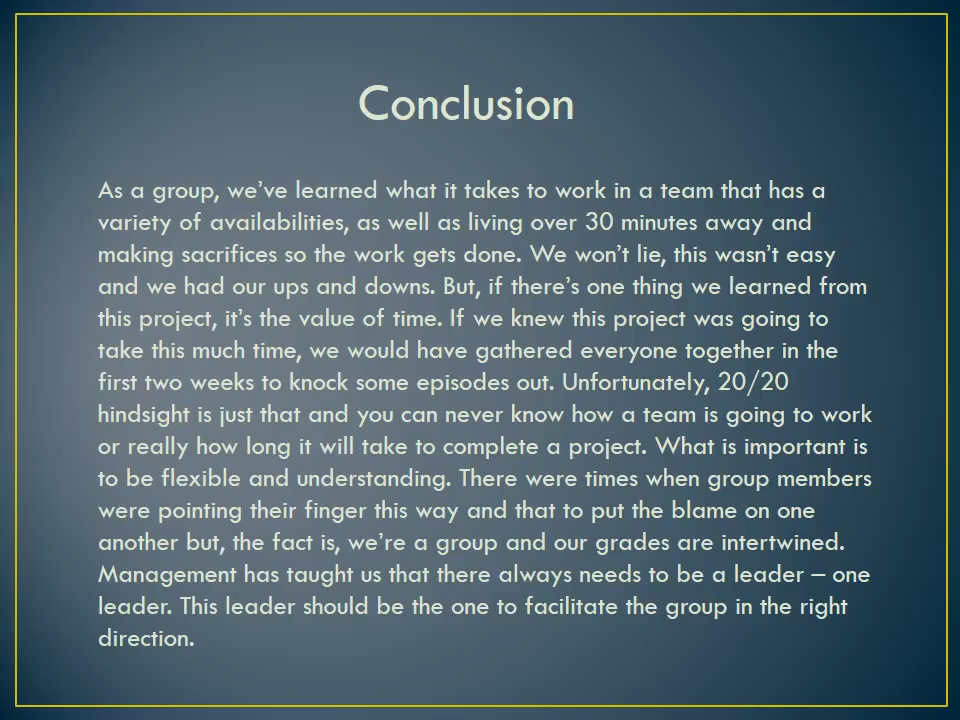 Conclusion
As a group, we’ve learned what it takes to work in a team that has a
variety of availabilities, as well as living over 30 minutes away and
making sacrifices so the work gets done. We won’t lie, this wasn’t easy
and we had our ups and downs. But, if there’s one thing we learned from
this project, it’s the value of time. If we knew this project was going to
take this much time, we would have gathered everyone together in the
first two weeks to knock some episodes out. Unfortunately, 20/20
hindsight is just that and you can never know how a team is going to work
or really how long it will take to complete a project. What is important is
to be flexible and understanding. There were times when group members
were pointing their finger this way and that to put the blame on one
another but, the fact is, we’re a group and our grades are intertwined.
Management has taught us that there always needs to be a leader – one
leader. This leader should be the one to facilitate the group in the right
direction.